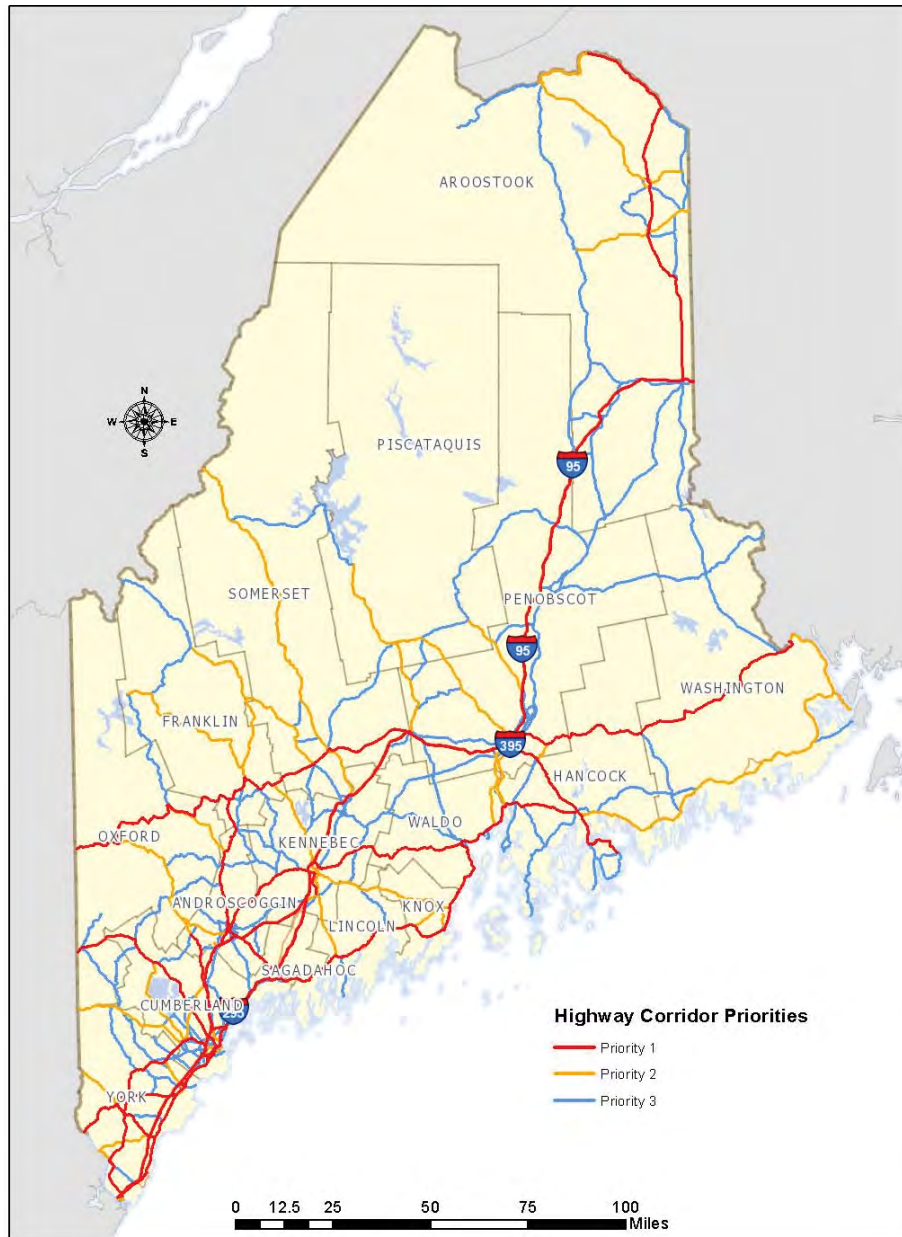 AROOSTOOK
N
W
E
S
PISCATAQUIS
95
SOMERSET
PENOBSCOT
95
WASHINGTON
FRANKLIN
395
HANCOCK
OXFORD
KENNEBEC
WALDO
ANDROSCOGGIN
KNOX
LINCOLN
SAGADAHOC
CUMBERLAND
295
YORK
Highway Corridor Priorities
Priority 1
Priority 2
Priority 3
0 12.5 25 50 75 100
Miles